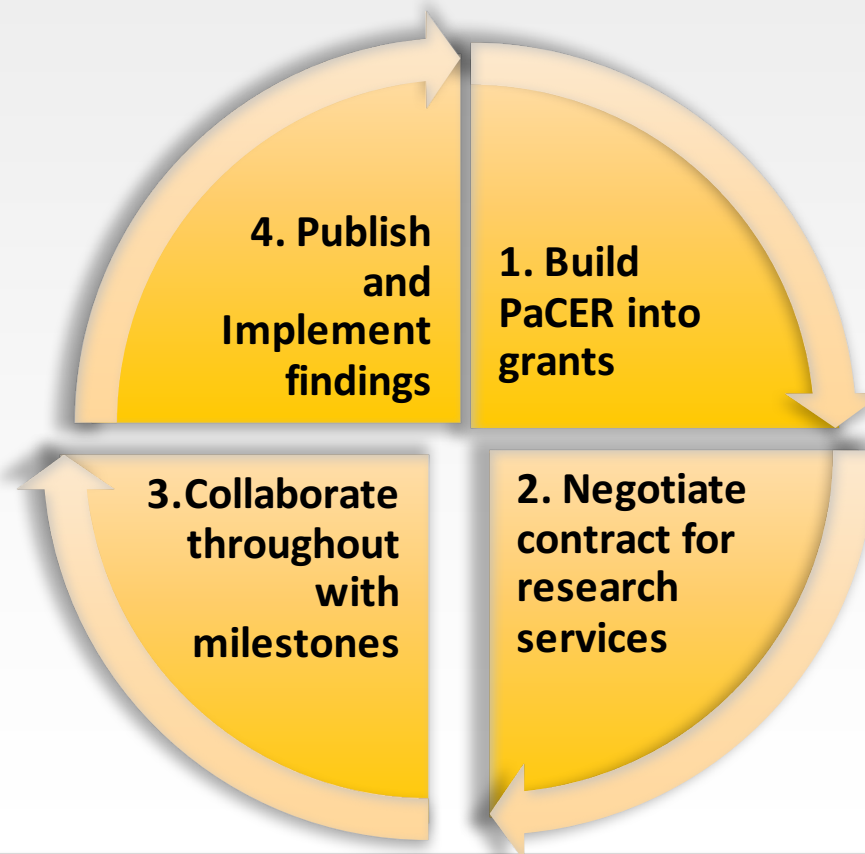 4. Publish
and
Implement
findings
1. Build
PaCER into
grants
3.Collaborate
throughout
with
milestones
2. Negotiate
contract for
research
services